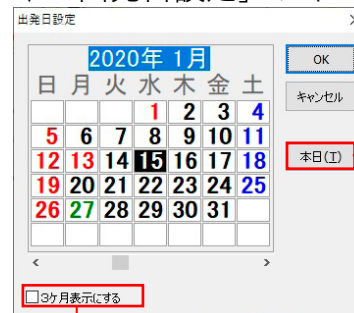 出発日設定
2020年 1月
OK
日 月 火 水 木 金 土
キャンセル
1 2 3 4
5 6 7 8 9 10 11
本日(T)
12 13 14 15 16 17 18
19 20 21 22 23 24 25
26 27 28 29 30 31
3ケ月表示にする